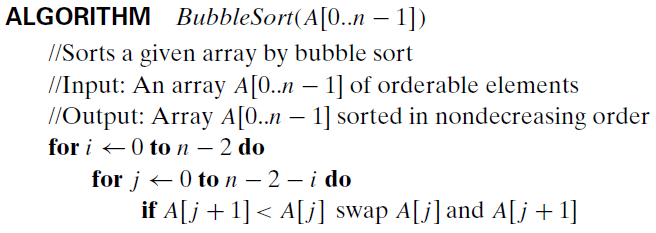 ALGORITHM BubbleSort(A[0..n − 1])
//Sorts a given array by bubble sort
//Input: An array A[0..n − 1] of orderable elements
//Output: Array A[0..n − 1] sorted in nondecreasing order
for i ← 0 to n − 2 do
for j ← 0 to n − 2 − i do
if A[j + 1] < A[j] swap A[j] and A[j + 1]